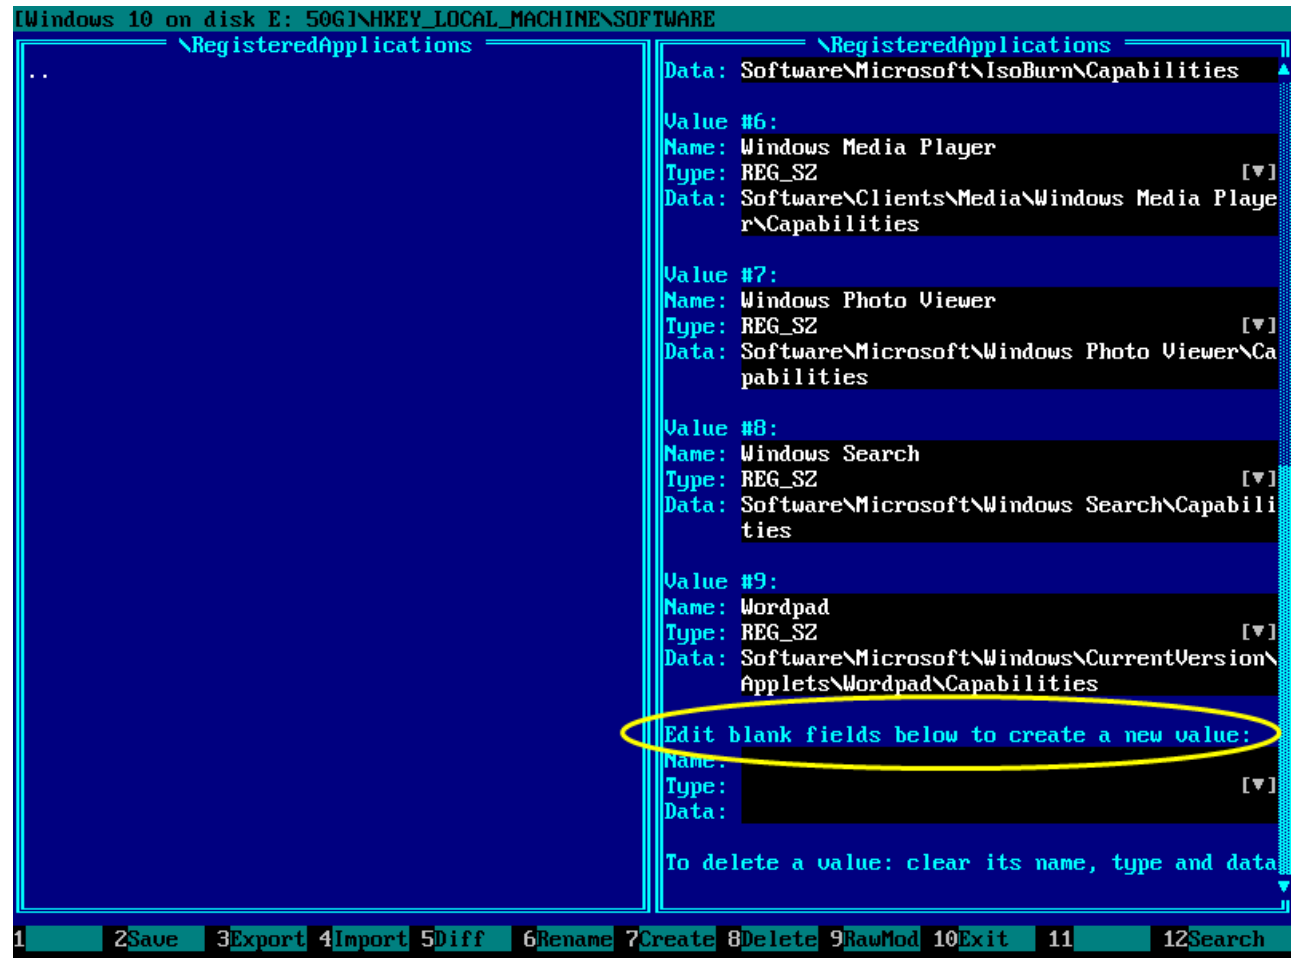 [Windows 10 on disk E: 50G]\HKEY_LOCAL_MACHINE\SOFTWARE
\RegisteredApplications
..
\RegisteredApplications
Data: Software\Microsoft\IsoBurn\Capabilities
Value #6:
Name: Windows Media Player
Type: REG_SZ [▼]
Data: Software\Clients\Media\Windows Media Playe
r\Capabilities
Value #7:
Name: Windows Photo Viewer
Type: REG_SZ [▼]
Data: Software\Microsoft\Windows Photo Viewer\Ca
pabilities
Value #8:
Name: Windows Search
Type: REG_SZ [▼]
Data: Software\Microsoft\Windows Search\Capabili
ties
Value #9:
Name: Wordpad
Type: REG_SZ [▼]
Data: Software\Microsoft\Windows\CurrentVersion\
Applets\Wordpad\Capabilities
Edit blank fields below to create a new value:
Name:
Type: [▼]
Data:
To delete a value: clear its name, type and data
1 2Save 3Export 4Import 5Diff 6Rename 7Create 8Delete 9RawMod 10Exit 11 12Search